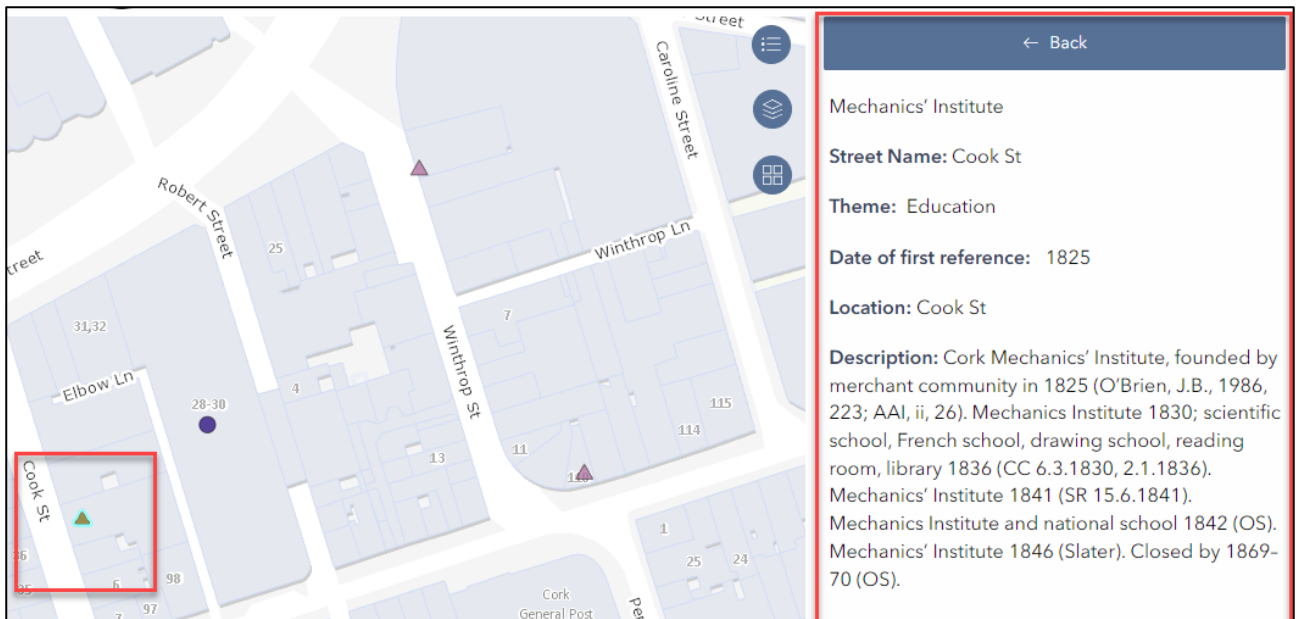 Street
Caroline Street
Robert Street
25
Winthrop Ln
treet
31,32
7
Winthrop St
Elbow Ln
28-30
4
115
114
11
13
Cook St
1
25
24
6
98
97
7
Cork
General Post
← Back
Mechanics’ Institute
Street Name: Cook St
Theme: Education
Date of first reference: 1825
Location: Cook St
Description: Cork Mechanics’ Institute, founded by
merchant community in 1825 (O’Brien, J.B., 1986,
223; AAI, ii, 26). Mechanics Institute 1830; scientific
school, French school, drawing school, reading
room, library 1836 (CC 6.3.1830, 2.1.1836).
Mechanics’ Institute 1841 (SR 15.6.1841).
Mechanics Institute and national school 1842 (OS).
Mechanics’ Institute 1846 (Slater). Closed by 1869–
70 (OS).